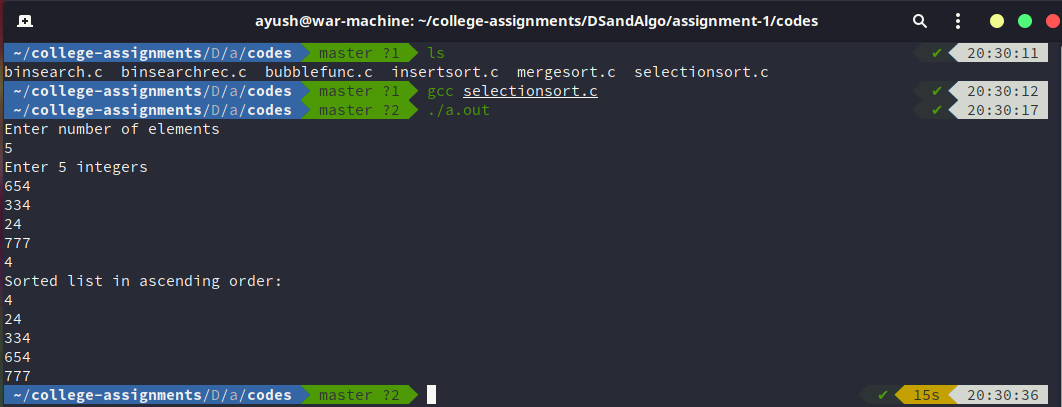 ayush@war-machine: ~/college-assignments/DSandAlgo/assignment-1/codes
~/college-assignments/D/a/codes master ?1 ls ✔ 20:30:11
binsearch.c binsearchrec.c bubblefunc.c insertsort.c mergesort.c selectionsort.c
~/college-assignments/D/a/codes master ?1 gcc selectionsort.c ✔ 20:30:12
~/college-assignments/D/a/codes master ?2 ./a.out ✔ 20:30:17
Enter number of elements
5
Enter 5 integers
654
334
24
777
4
Sorted list in ascending order:
4
24
334
654
777
~/college-assignments/D/a/codes master ?2 ✔ 15s 20:30:36